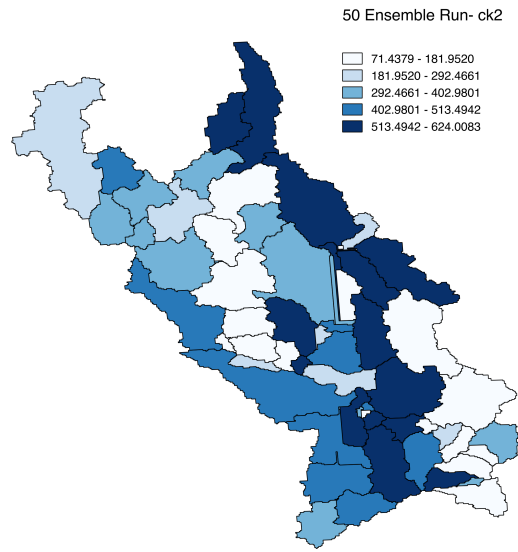 50 Ensemble Run- ck2
71.4379 - 181.9520
181.9520 - 292.4661
292.4661 - 402.9801
402.9801 - 513.4942
513.4942 - 624.0083